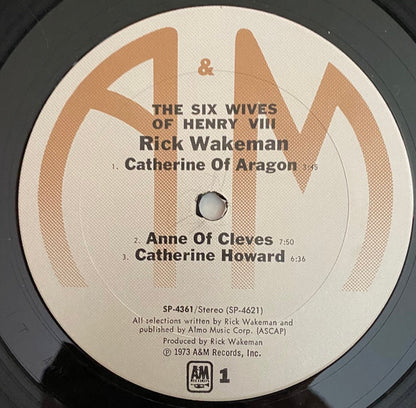 A & M
THE SIX WIVES
OF HENRY VIII
Rick Wakeman
1. Catherine Of Aragon 3:45
2. Anne Of Cleves 7:50
3. Catherine Howard 6:36
SP-4361/Stereo (SP-4621)
All selections written by Rick Wakeman and
published by Almo Music Corp. (ASCAP)
Produced by Rick Wakeman
℗ 1973 A&M Records, Inc.
AM
RECORDS
1